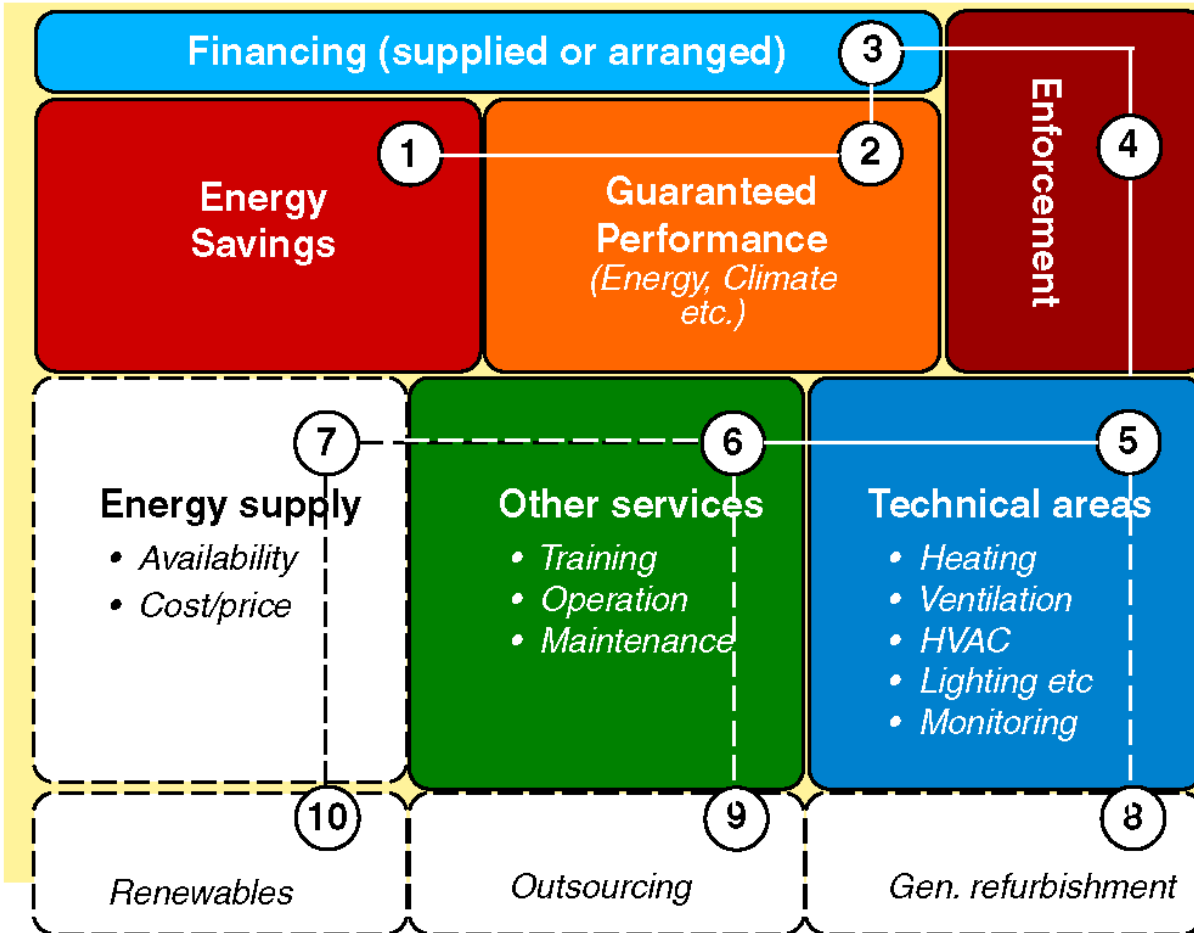 Financing (supplied or arranged)
3
Enforcement
4
1
2
Energy
Savings
Guaranteed
Performance
(Energy, Climate
etc.)
7
6
5
Energy supply
• Availability
• Cost/price
Other services
• Training
• Operation
• Maintenance
Technical areas
• Heating
• Ventilation
• HVAC
• Lighting etc
• Monitoring
10
9
8
Renewables
Outsourcing
Gen. refurbishment